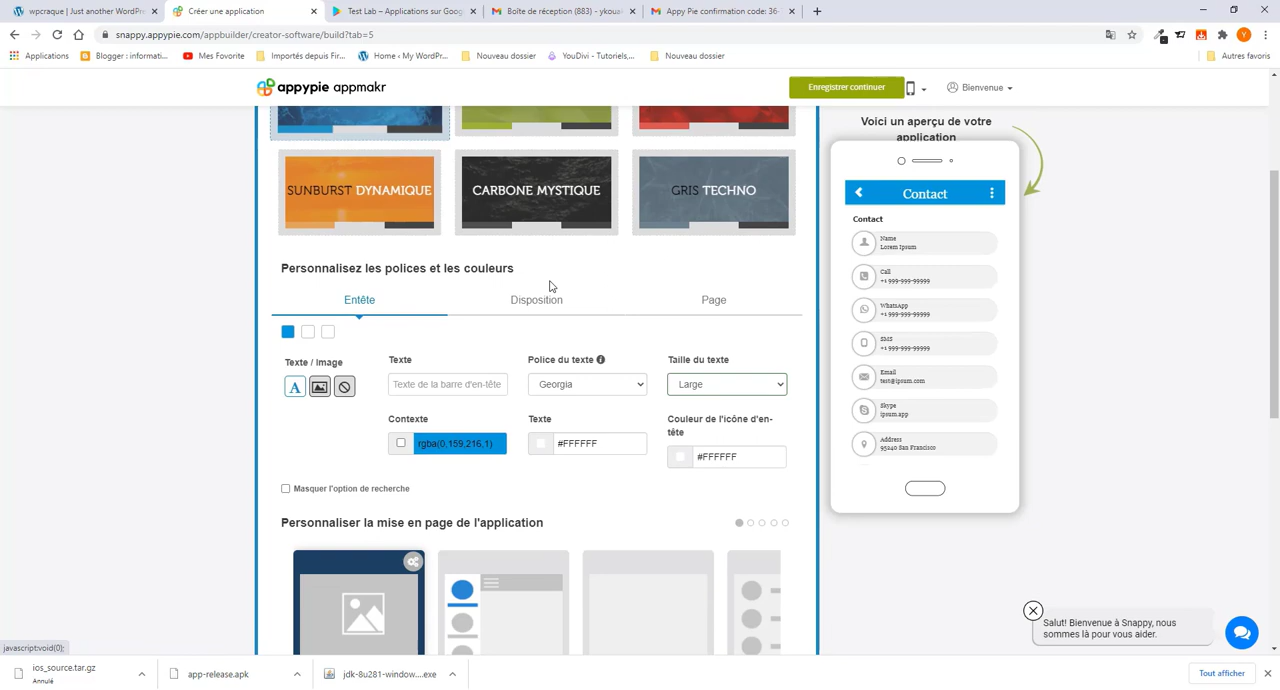 wpcraque | Just another WordPr
Créer une application
Test Lab – Applications sur Goog
Boîte de réception (883) - ykoua
Appy Pie confirmation code: 36-
snappy.appypie.com/appbuilder/creator-software/build?tab=5
Applications
Blogger : informati...
Mes Favorite
Importés depuis Fir...
Home ‹ My WordPr...
Nouveau dossier
YouDivi - Tutoriels,...
Nouveau dossier
Autres favoris
appypie appmakr
Enregistrer continuer
Bienvenue
SUNBURST DYNAMIQUE
CARBONE MYSTIQUE
GRIS TECHNO
Personnalisez les polices et les couleurs
Entête
Disposition
Page
Texte / image
Texte
Police du texte
Taille du texte
A
Texte de la barre d'en-tête
Georgia
Large
Contexte
Texte
Couleur de l'icône d'en-
tête
rgba(0,159,216,1)
#FFFFFF
#FFFFFF
Masquer l'option de recherche
Personnaliser la mise en page de l'application
Voici un aperçu de votre
application
Contact
Contact
Name
Lorem Ipsum
Call
+1 999-999-99999
WhatsApp
+1 999-999-99999
SMS
+1 999-999-99999
Email
test@ipsum.com
Skype
ipsum.app
Address
95240 San Francisco
Salut! Bienvenue à Snappy, nous
sommes là pour vous aider.
javascript:void(0);
ios_source.tar.gz
Annulé
app-release.apk
jdk-8u281-window....exe
Tout afficher